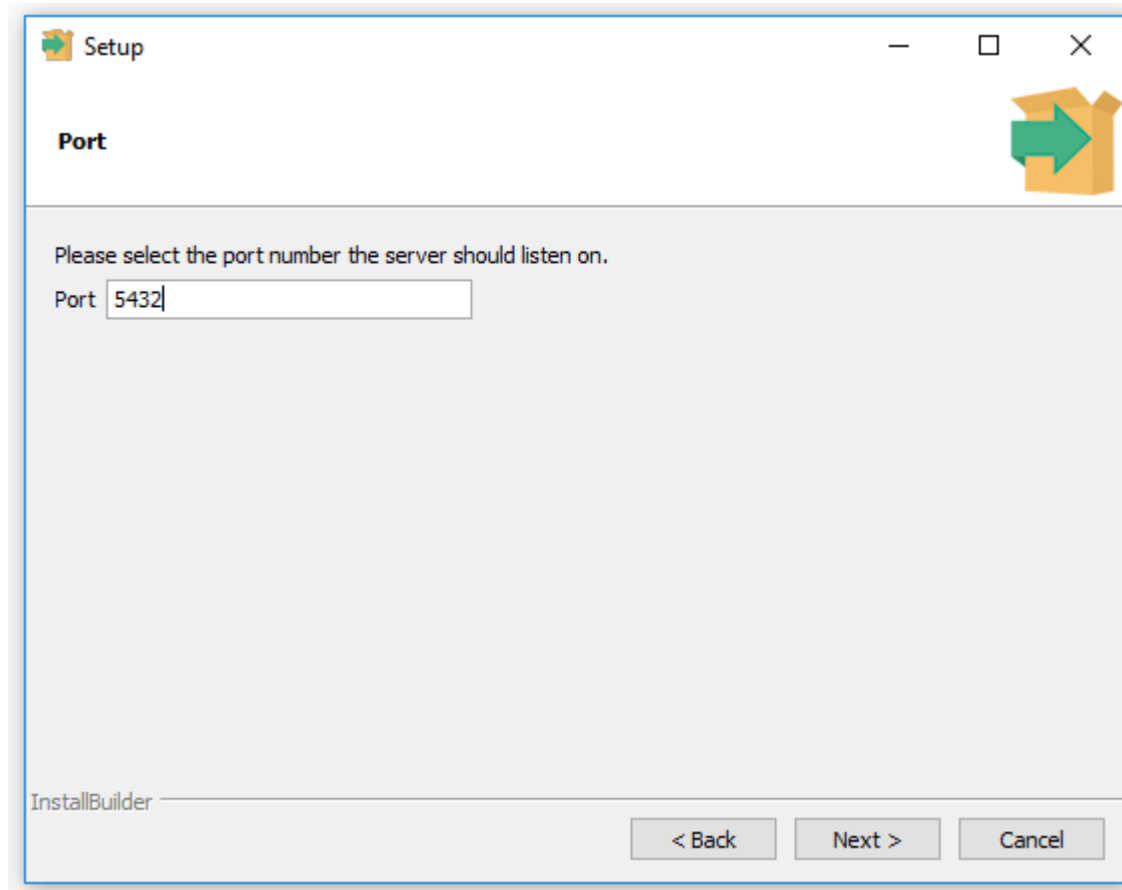 Setup
Port
Please select the port number the server should listen on.
Port 5432
InstallBuilder
< Back Next > Cancel